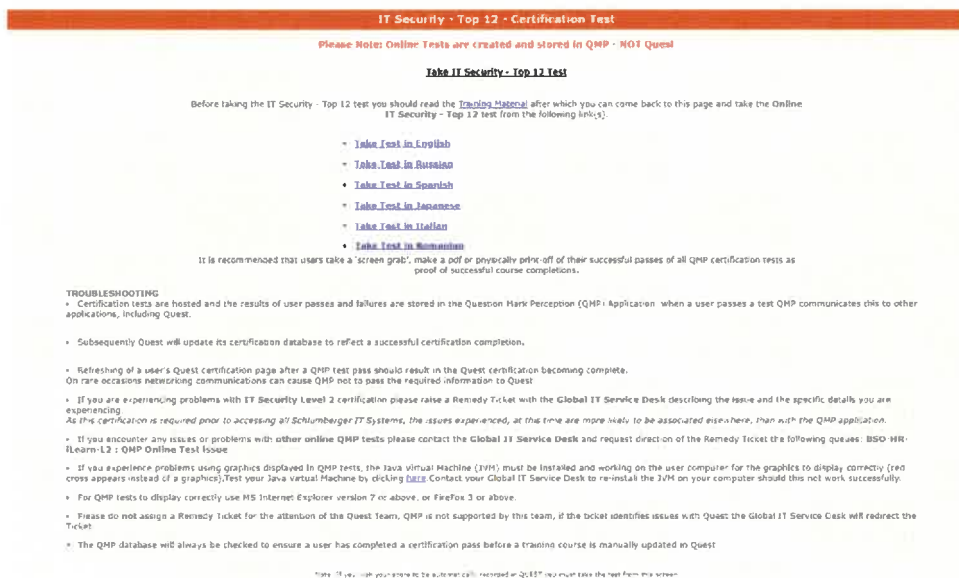 IT Security - Top 12 - Certification Test
Please Note: Online Tests are created and stored in QMP - NOT Quest
Take IT Security - Top 12 Test
Before taking the IT Security - Top 12 test you should read the Training Material after which you can come back to this page and take the Online
IT Security - Top 12 test from the following link(s).
• Take Test in English
• Take Test in Russian
• Take Test in Spanish
• Take Test in Japanese
• Take Test in Italian
• Take Test in Romanian
It is recommended that users take a 'screen grab', make a pdf or physically print-off of their successful passes of all QMP certification tests as
proof of successful course completions.
TROUBLESHOOTING
• Certification tests are hosted and the results of user passes and failures are stored in the Question Mark Perception (QMP) Application when a user passes a test QMP communicates this to other
applications, including Quest.
• Subsequently Quest will update its certification database to reflect a successful certification completion.
• Refreshing of a user's Quest certification page after a QMP test pass should result in the Quest certification becoming complete.
On rare occasions networking communications can cause QMP not to pass the required information to Quest
• If you are experiencing problems with IT Security Level 2 certification please raise a Remedy Ticket with the Global IT Service Desk describing the issue and the specific details you are
experiencing
As this certification is required prior to accessing all Schlumberger IT Systems, the issues experienced, at this time are more likely to be associated elsewhere, than with the QMP application.
• If you encounter any issues or problems with other online QMP tests please contact the Global IT Service Desk and request direction of the Remedy Ticket the following queues: BSO-HR-
iLearn-L2 : QMP Online Test Issue
• If you experience problems using graphics displayed in QMP tests, the Java Virtual Machine (JVM) must be installed and working on the user computer for the graphics to display correctly (red
cross appears instead of a graphics).Test your Java Virtual Machine by clicking here.Contact your Global IT Service Desk to re-install the JVM on your computer should this not work successfully.
• For QMP tests to display correctly use MS Internet Explorer version 7 or above, or FireFox 3 or above.
• Please do not assign a Remedy Ticket for the attention of the Quest Team, QMP is not supported by this team, if the ticket identifies issues with Quest the Global IT Service Desk will redirect the
Ticket
• The QMP database will always be checked to ensure a user has completed a certification pass before a training course is manually updated in Quest
Note: If you wish your score to be automatically recorded in QUEST you must take the test from this screen